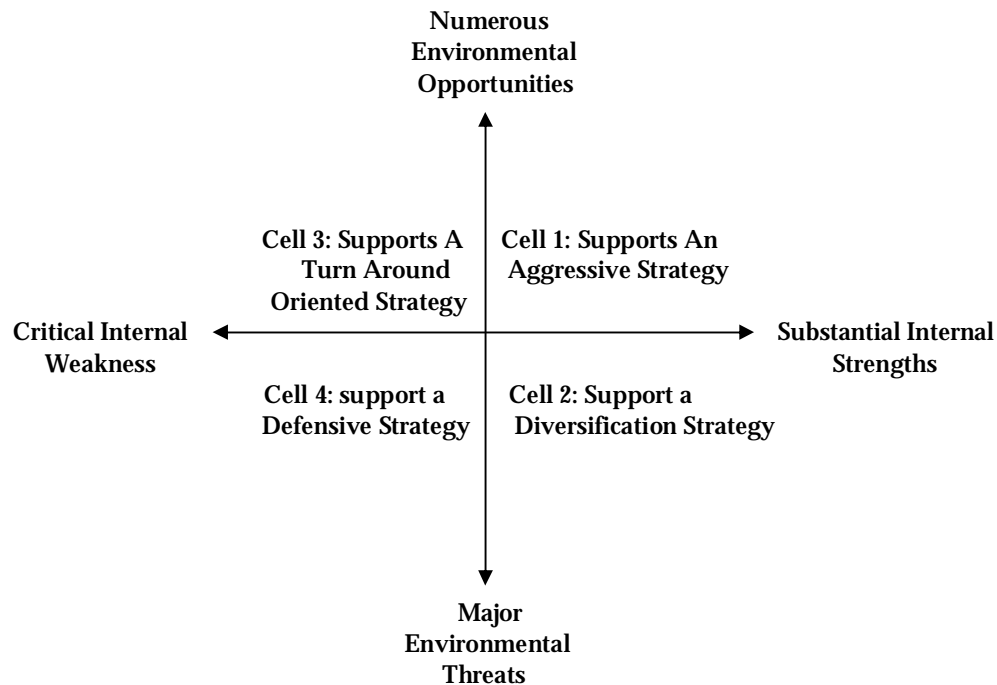 Numerous
Environmental
Opportunities
Cell 3: Supports A
Turn Around
Oriented Strategy
Cell 1: Supports An
Aggressive Strategy
Critical Internal
Weakness
Substantial Internal
Strengths
Cell 4: support a
Defensive Strategy
Cell 2: Support a
Diversification Strategy
Major
Environmental
Threats